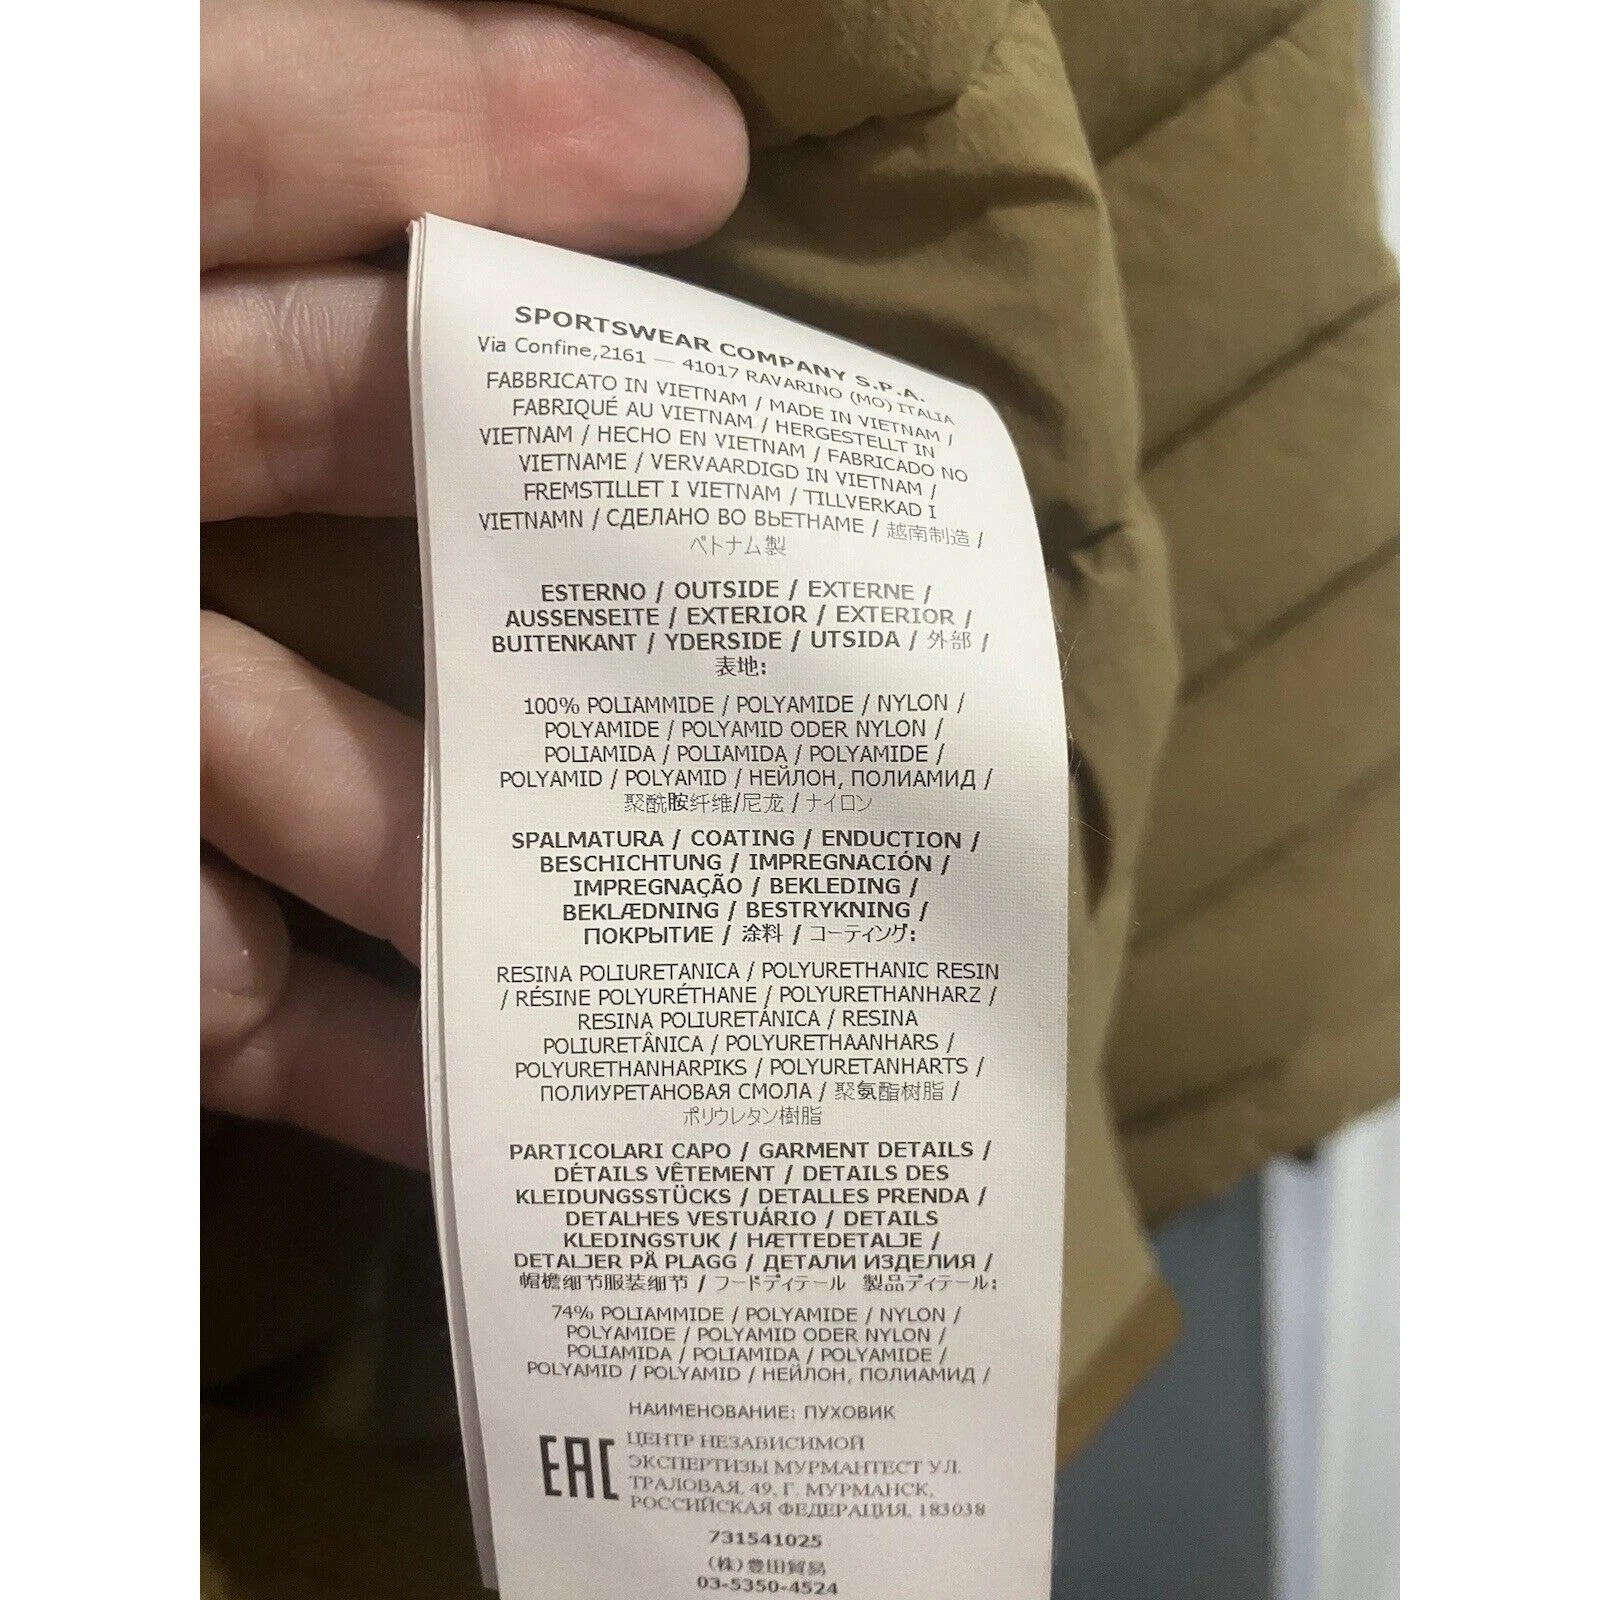 SPORTSWEAR COMPANY S.P.A.
Via Confine,2161 — 41017 RAVARINO (MO) ITALIA
FABBRICATO IN VIETNAM / MADE IN VIETNAM /
FABRIQUÉ AU VIETNAM / HERGESTELLT IN
VIETNAM / HECHO EN VIETNAM / FABRICADO NO
VIETNAME / VERVAARDIGD IN VIETNAM /
FREMSTILLET I VIETNAM / TILLVERKAD I
VIETNAMN / СДЕЛАНО ВО ВЬЕТНАМЕ / 越南制造 /
ベトナム製
ESTERNO / OUTSIDE / EXTERNE /
AUSSENSEITE / EXTERIOR / EXTERIOR /
BUITENKANT / YDERSIDE / UTSIDA / 外部 /
表地:
100% POLIAMMIDE / POLYAMIDE / NYLON /
POLYAMIDE / POLYAMID ODER NYLON /
POLIAMIDA / POLIAMIDA / POLYAMIDE /
POLYAMID / POLYAMID / НЕЙЛОН, ПОЛИАМИД /
聚酰胺纤维/尼龙 / ナイロン
SPALMATURA / COATING / ENDUCTION /
BESCHICHTUNG / IMPREGNACIÓN /
IMPREGNAÇÃO / BEKLEDING /
BEKLÆDNING / BESTRYKNING /
ПОКРЫТИЕ / 涂料 / コーティング:
RESINA POLIURETANICA / POLYURETHANIC RESIN
/ RÉSINE POLYURÉTHANE / POLYURETHANHARZ /
RESINA POLIURETÁNICA / RESINA
POLIURETÂNICA / POLYURETHAANHARS /
POLYURETHANHARPIKS / POLYURETANHARTS /
ПОЛИУРЕТАНОВАЯ СМОЛА / 聚氨酯树脂 /
ポリウレタン樹脂
PARTICOLARI CAPO / GARMENT DETAILS /
DÉTAILS VÊTEMENT / DETAILS DES
KLEIDUNGSSTÜCKS / DETALLES PRENDA /
DETALHES VESTUÁRIO / DETAILS
KLEDINGSTUK / HÆTTEDETALJE /
DETALJER PÅ PLAGG / ДЕТАЛИ ИЗДЕЛИЯ /
帽檐细节服装细节 / フードディテール 製品ディテール:
74% POLIAMMIDE / POLYAMIDE / NYLON /
POLYAMIDE / POLYAMID ODER NYLON /
POLIAMIDA / POLIAMIDA / POLYAMIDE /
POLYAMID / POLYAMID / НЕЙЛОН, ПОЛИАМИД /
НАИМЕНОВАНИЕ: ПУХОВИК
EAC
ЦЕНТР НЕЗАВИСИМОЙ
ЭКСПЕРТИЗЫ МУРМАНТЕСТ УЛ.
ТРАЛОВАЯ, 49, Г. МУРМАНСК,
РОССИЙСКАЯ ФЕДЕРАЦИЯ, 183038
731541025
(株)豊田貿易
03-5350-4524